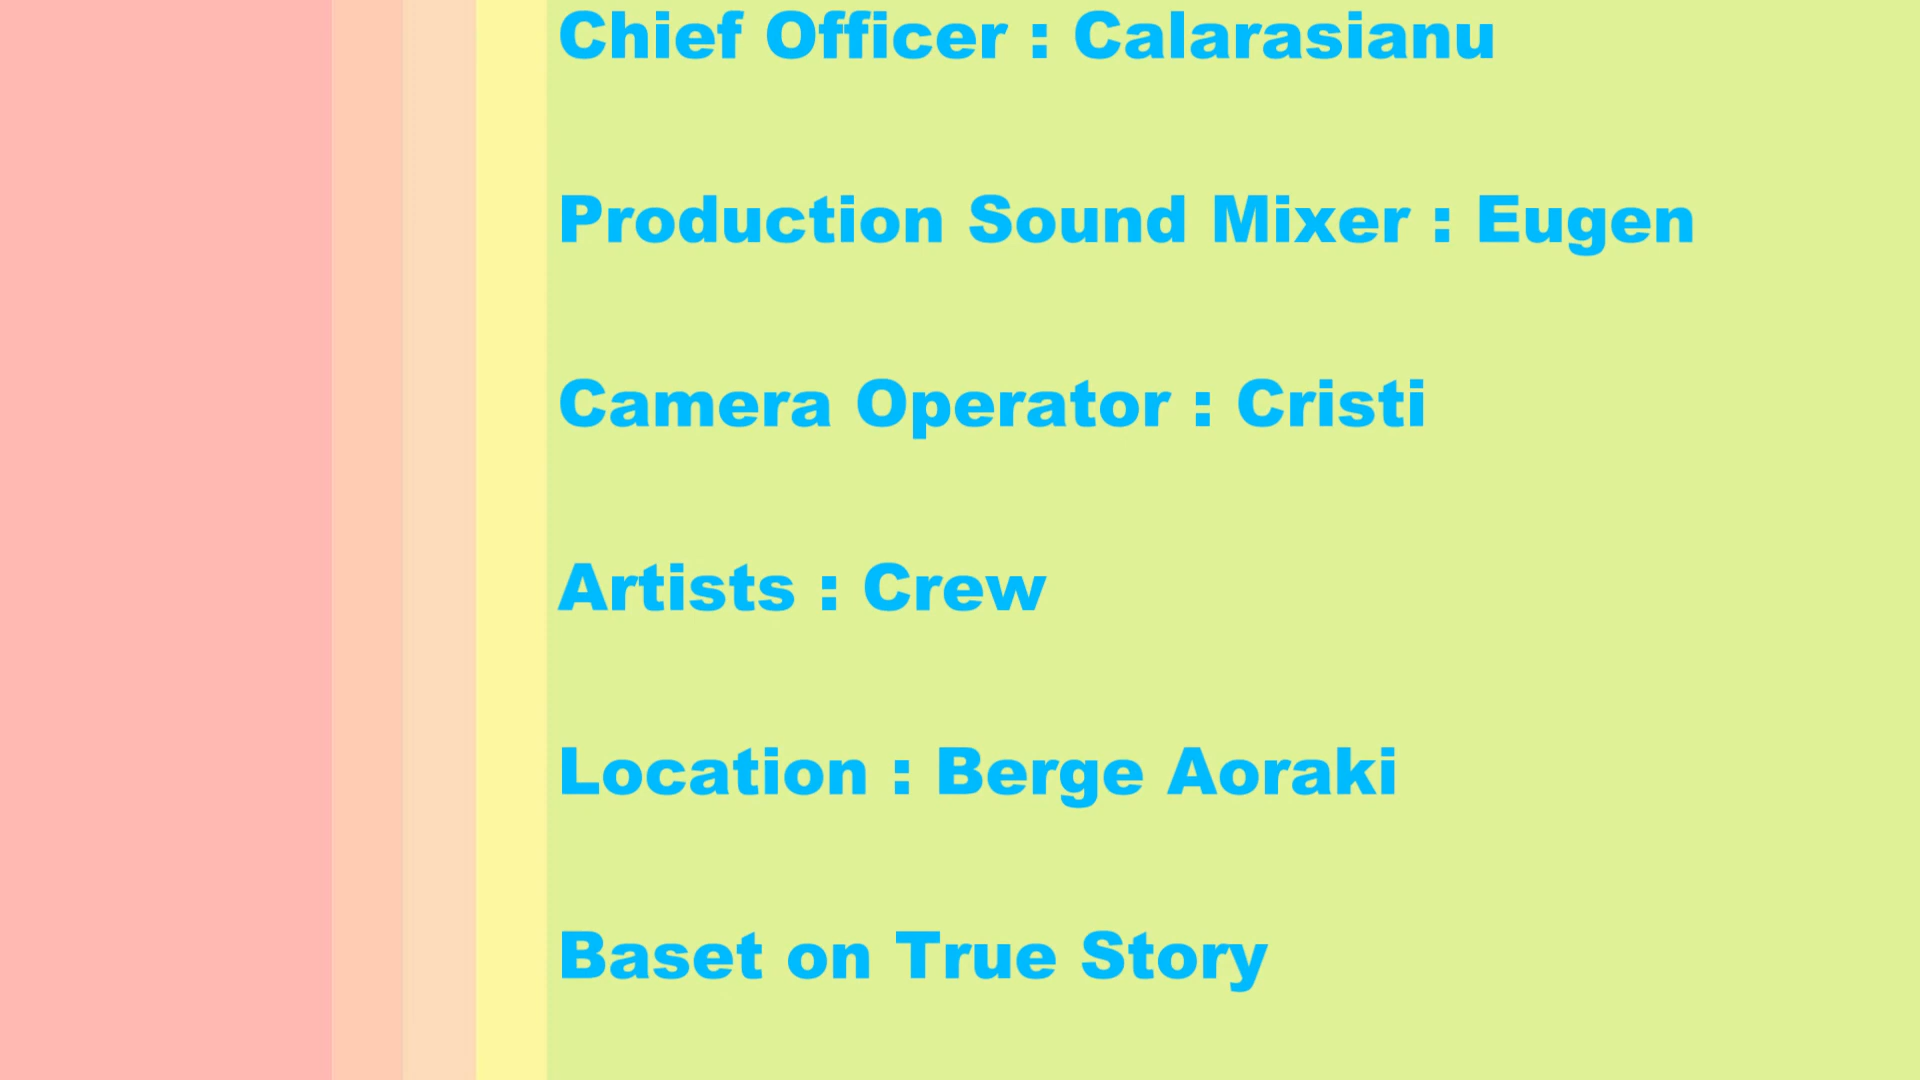 Chief Officer : Calarasianu
Production Sound Mixer : Eugen
Camera Operator : Cristi
Artists : Crew
Location : Berge Aoraki
Baset on True Story